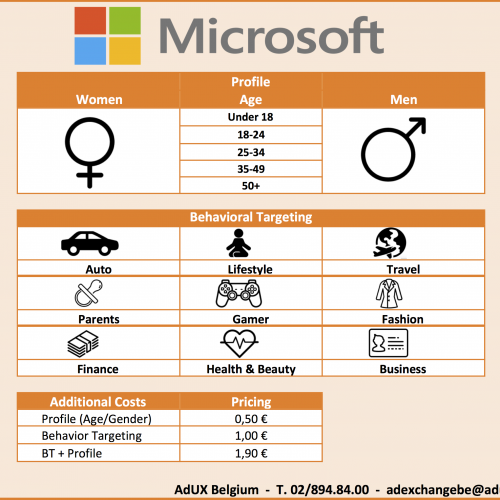 Microsoft
Profile
Women Age Men
Under 18
18-24
25-34
35-49
50+
Behavioral Targeting
Auto Lifestyle Travel
Parents Gamer Fashion
Finance Health & Beauty Business
Additional Costs Pricing
Profile (Age/Gender) 0,50 €
Behavior Targeting 1,00 €
BT + Profile 1,90 €
AdUX Belgium - T. 02/894.84.00 - adexchangebe@ad